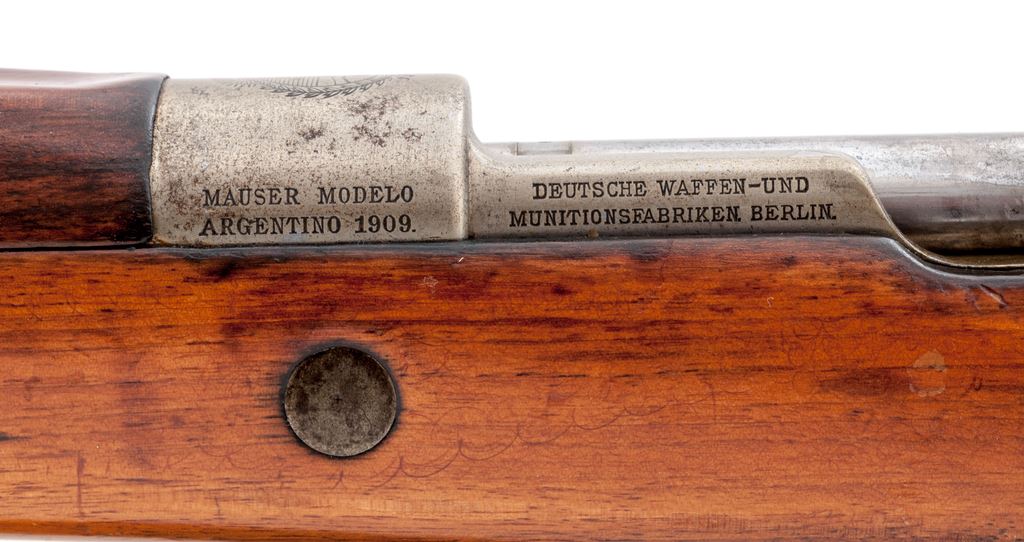 MAUSER MODELO
ARGENTINO 1909.
DEUTSCHE WAFFEN-UND
MUNITIONSFABRIKEN. BERLIN.